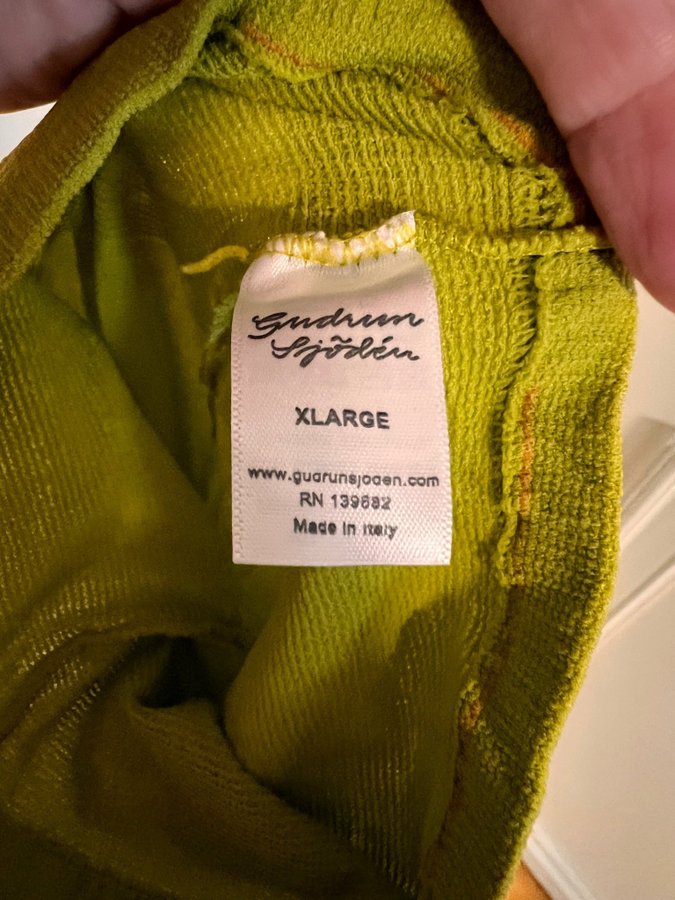 Gudrun
Sjödén
XLARGE
www.gudrunsjoden.com
RN 139682
Made in Italy